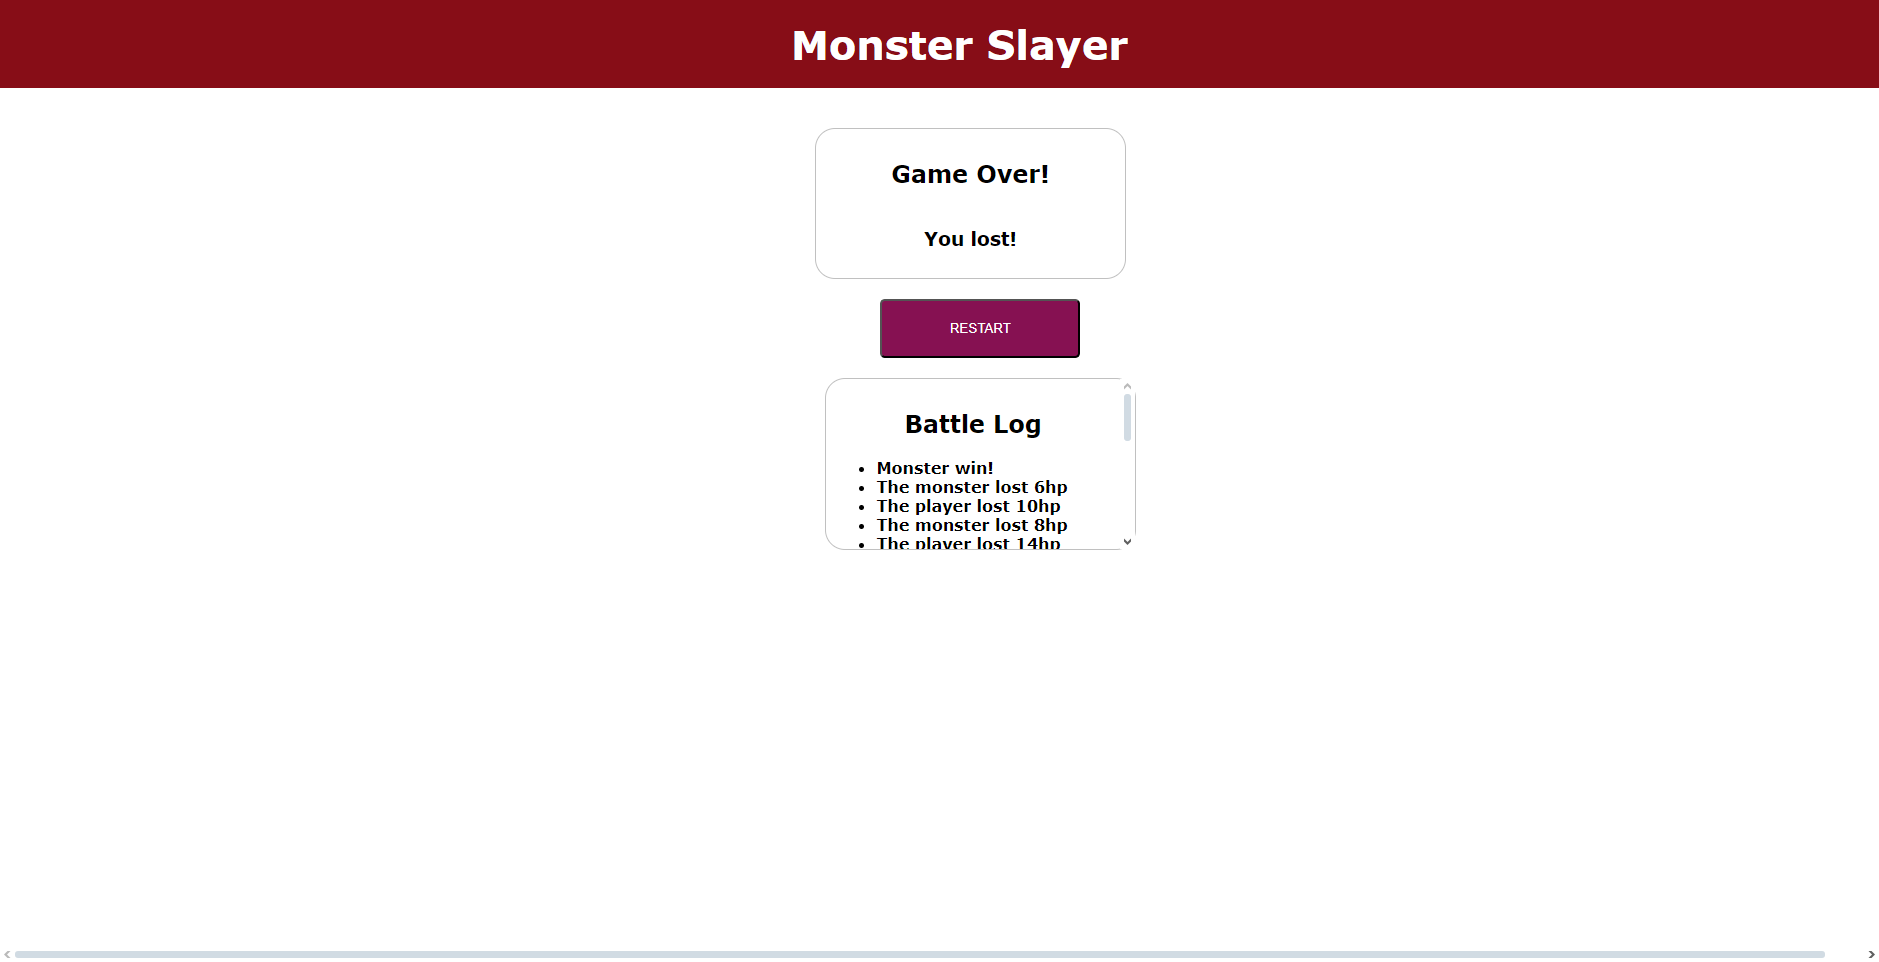 Monster Slayer
Game Over!
You lost!
RESTART
Battle Log
Monster win!
The monster lost 6hp
The player lost 10hp
The monster lost 8hp
The player lost 14hp